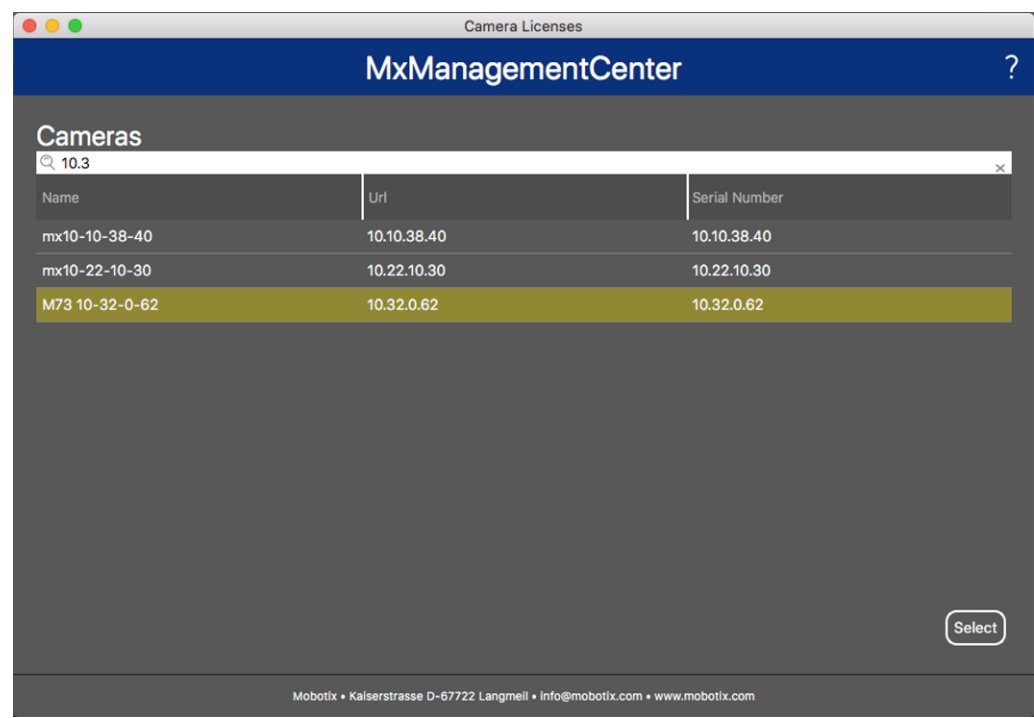 Camera Licenses
MxManagementCenter ?
Cameras
10.3
Name Url Serial Number
mx10-10-38-40 10.10.38.40 10.10.38.40
mx10-22-10-30 10.22.10.30 10.22.10.30
M73 10-32-0-62 10.32.0.62 10.32.0.62
Select
Mobotix • Kaiserstrasse D-67722 Langmeil • info@mobotix.com • www.mobotix.com